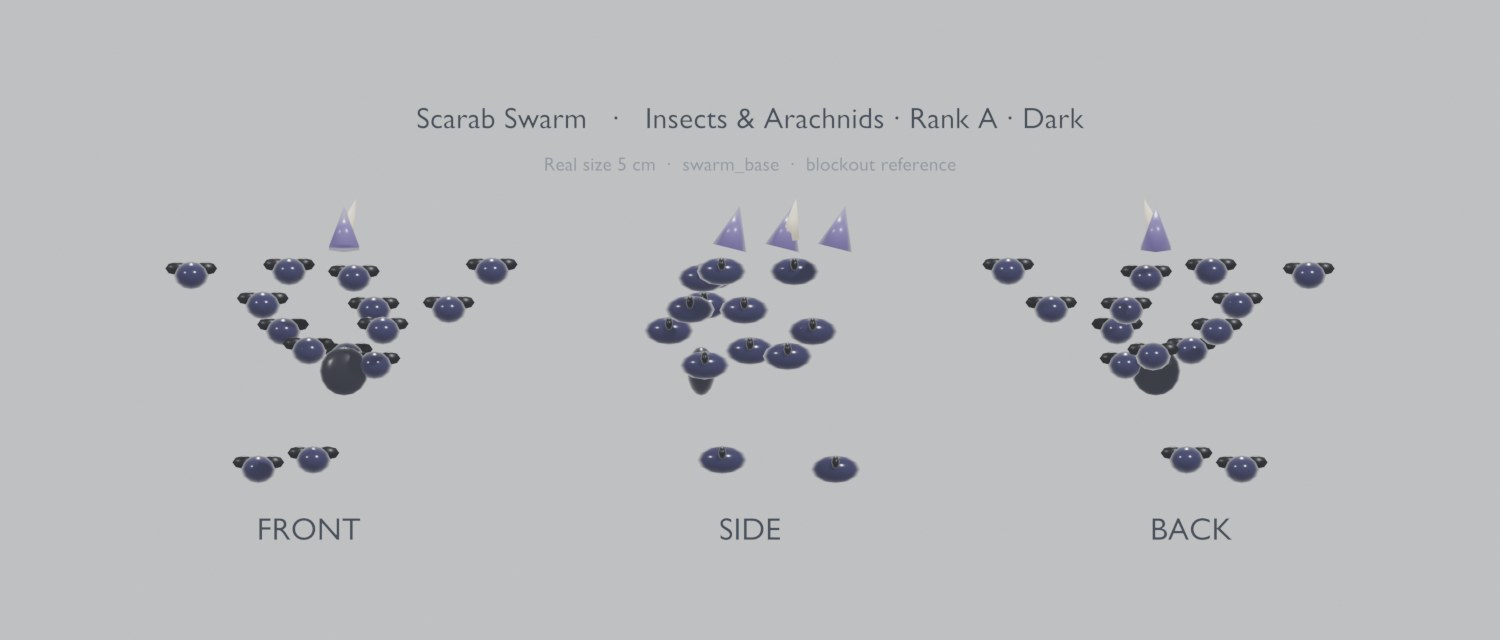 Scarab Swarm · Insects & Arachnids · Rank A · Dark
Real size 5 cm · swarm_base · blockout reference
FRONT SIDE BACK